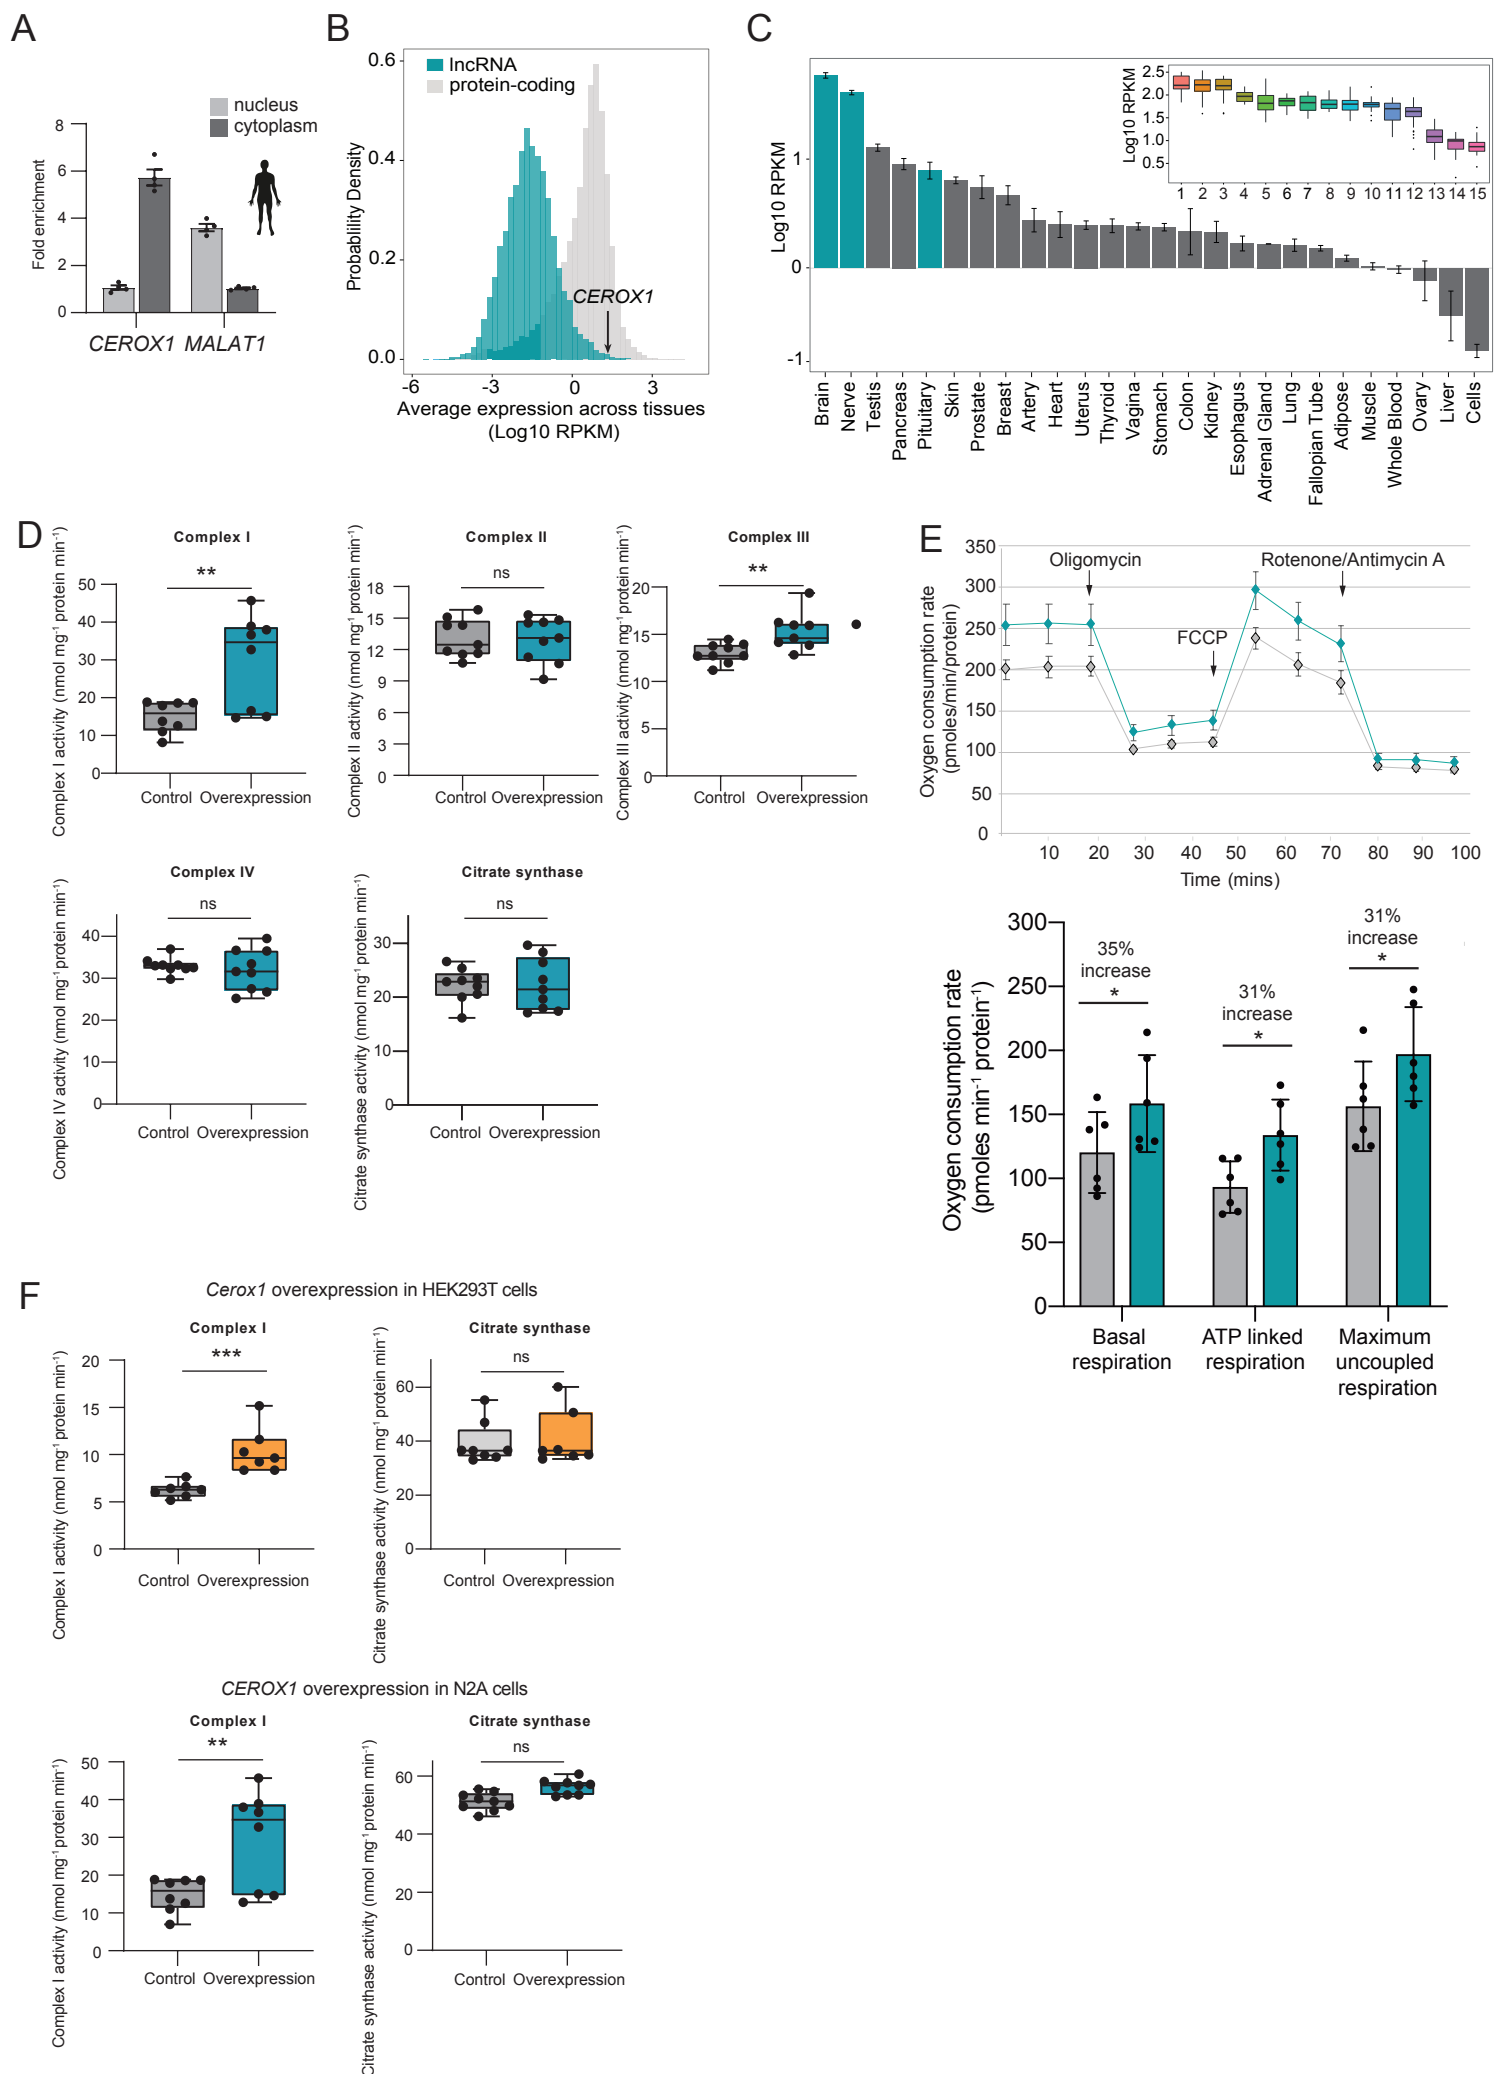 A
nucleus
cytoplasm
Fold enrichment
8
6
4
2
0
CEROX1 MALAT1
B
lncRNA
protein-coding
Probability Density
0.6
0.4
0.2
0.0
CEROX1
-6 -3 0 3
Average expression across tissues
(Log10 RPKM)
C
Log10 RPKM
1
0
-1
Brain
Nerve
Testis
Pancreas
Pituitary
Skin
Prostate
Breast
Artery
Heart
Uterus
Thyroid
Vagina
Stomach
Colon
Kidney
Esophagus
Adrenal Gland
Lung
Fallopian Tube
Adipose
Muscle
Whole Blood
Ovary
Liver
Cells
Log10 RPKM
2.5
2.0
1.5
1.0
0.5
1 2 3 4 5 6 7 8 9 10 11 12 13 14 15
D
Complex I
**
Complex I activity (nmol mg-1 protein min-1)
50
40
30
20
10
0
Control Overexpression
Complex II
ns
Complex II activity (nmol mg-1 protein min-1)
18
15
12
9
6
3
0
Control Overexpression
Complex III
**
Complex III activity (nmol mg-1 protein min-1)
20
15
10
5
0
Control Overexpression
Complex IV
ns
Complex IV activity (nmol mg-1 protein min-1)
40
30
20
10
0
Control Overexpression
Citrate synthase
ns
Citrate synthase activity (nmol mg-1 protein min-1)
30
20
10
0
Control Overexpression
E
Oxygen consumption rate
(pmoles/min/protein)
350
300
250
200
150
100
50
0
Oligomycin
FCCP
Rotenone/Antimycin A
10 20 30 40 50 60 70 80 90 100
Time (mins)
Oxygen consumption rate
(pmoles min-1 protein-1)
300
250
200
150
100
50
0
35%
increase
*
31%
increase
*
31%
increase
*
Basal
respiration
ATP linked
respiration
Maximum
uncoupled
respiration
F
Cerox1 overexpression in HEK293T cells
Complex I
***
Complex I activity (nmol mg-1 protein min-1)
20
15
10
5
0
Control Overexpression
Citrate synthase
ns
Citrate synthase activity (nmol mg-1 protein min-1)
60
40
20
0
Control Overexpression
CEROX1 overexpression in N2A cells
Complex I
**
Complex I activity (nmol mg-1 protein min-1)
50
40
30
20
10
0
Control Overexpression
Citrate synthase
ns
Citrate synthase activity (nmol mg-1 protein min-1)
60
40
20
0
Control Overexpression